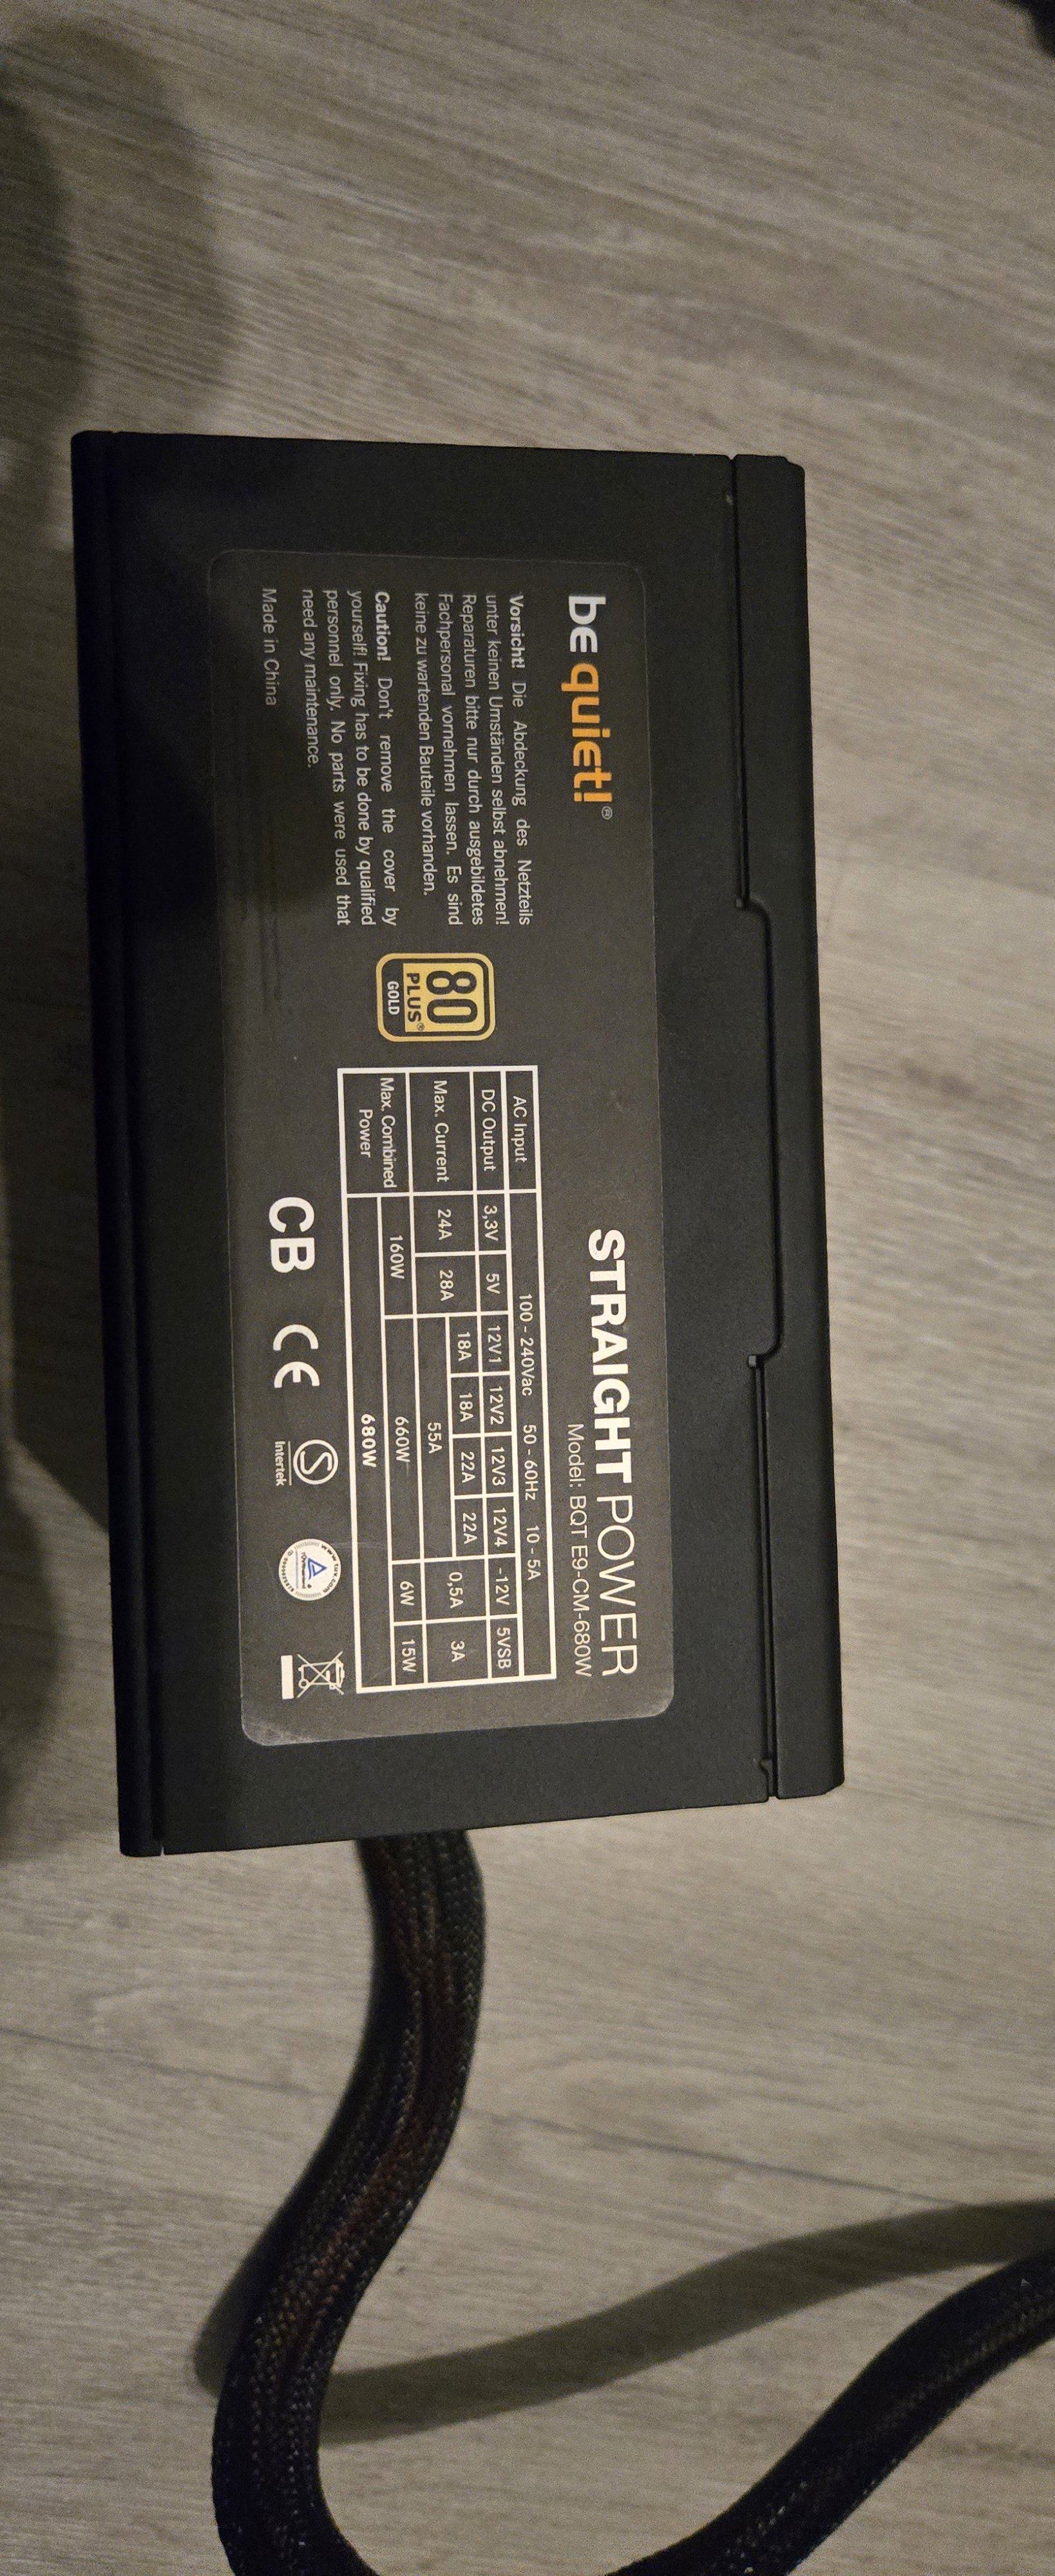 be quiet!®
STRAIGHT POWER
Model: BQT E9-CM-680W
Vorsicht! Die Abdeckung des Netzteils
unter keinen Umständen selbst abnehmen!
Reparaturen bitte nur durch ausgebildetes
Fachpersonal vornehmen lassen. Es sind
keine zu wartenden Bauteile vorhanden.
Caution! Don't remove the cover by
yourself! Fixing has to be done by qualified
personnel only. No parts were used that
need any maintenance.
Made in China
80
PLUS®
GOLD
AC Input 100 - 240Vac 50 - 60Hz 10 - 5A
DC Output 3,3V 5V 12V1 12V2 12V3 12V4 -12V 5VSB
Max. Current 24A 28A 18A 18A 22A 22A 0,5A 3A
55A
Max. Combined Power 160W 660W 6W 15W
680W
CB CE S Intertek